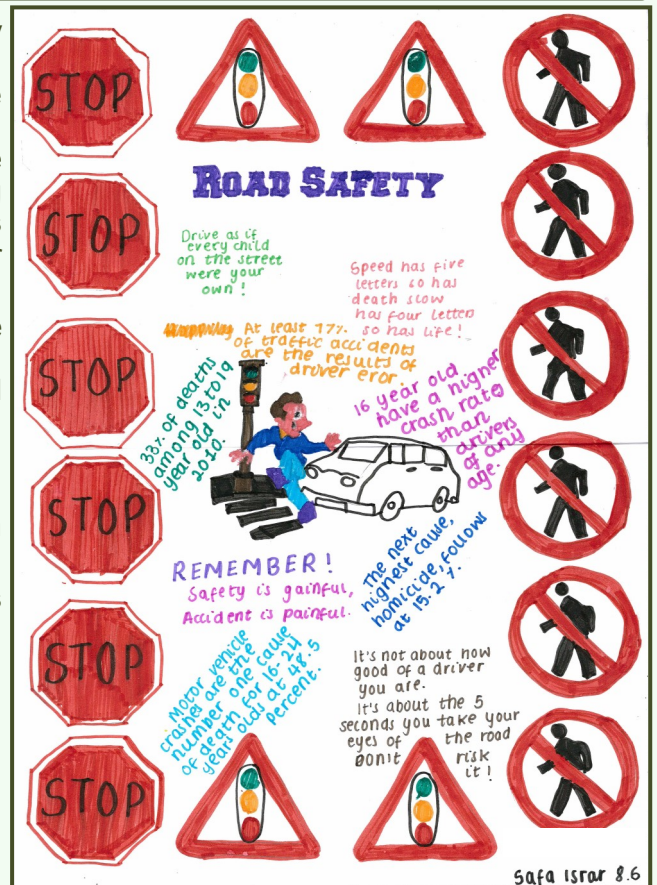 STOP
STOP
STOP
STOP
STOP
STOP
ROAD SAFETY
Drive as if
every child
on the street
were your
own!
Speed has five
letters so has
death slow
has four letters
so has life!
At least 77% 
of traffic accidents
are the results of
driver eror.
33% of deaths
among 13 to 19
year old in
2010.
16 year old
have a higher
crash rate
than
drivers
of any
age.
REMEMBER!
Safety is gainful,
Accident is painful.
The next
highest cause,
homicide, follows
at 15.2%.
Motor vehicle
crashes are the
number one cause
of death for 16-24
year olds at 48.5
percent.
It's not about how
good of a driver
you are.
It's about the 5
seconds you take your
eyes of the road
Don't risk
it!
Safa Israr 8.6